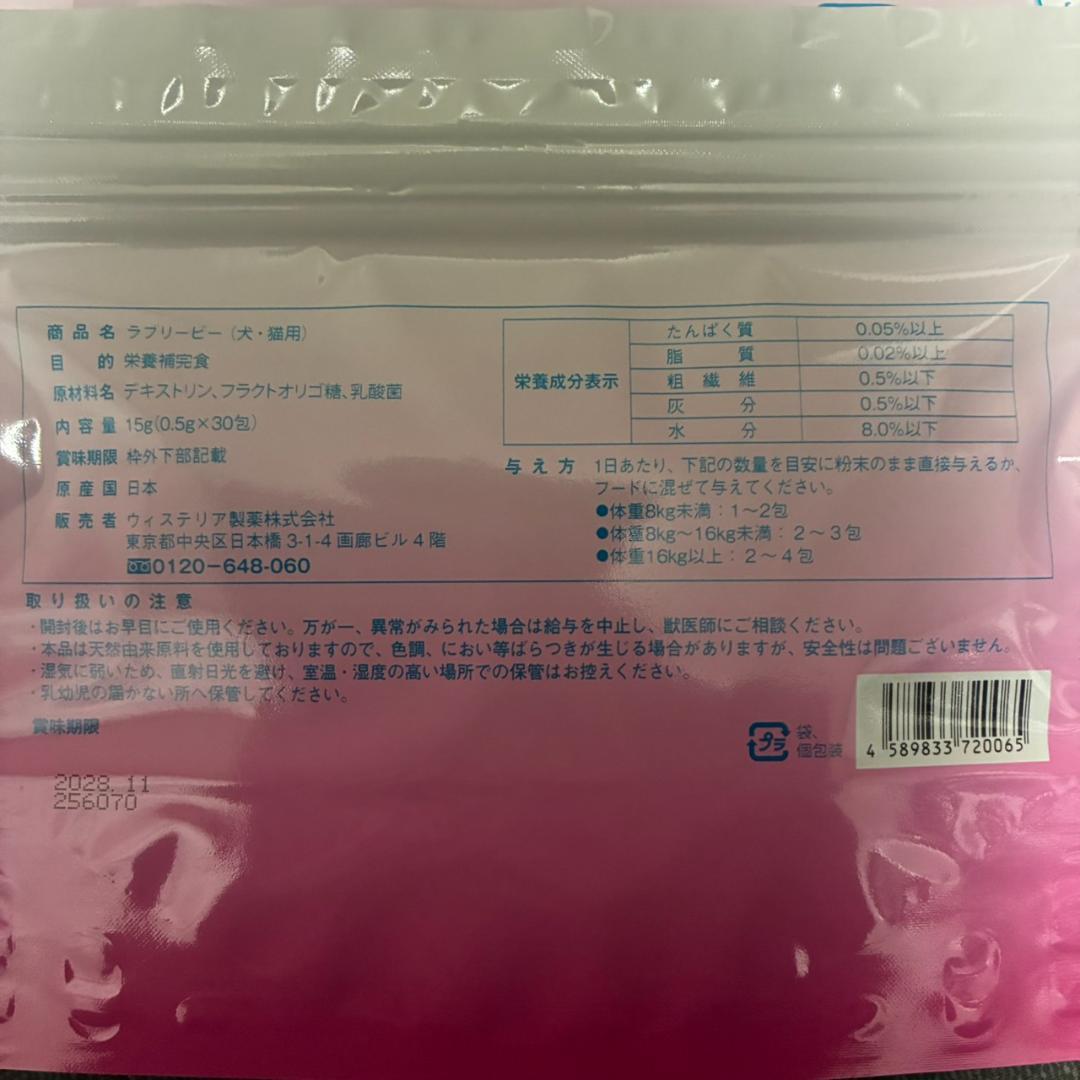 商品名 ラブリービー（犬・猫用）
目的 栄養補完食
原材料名 デキストリン、フラクトオリゴ糖、乳酸菌
内容量 15g(0.5g×30包)
賞味期限 枠外下部記載
原産国 日本
販売者 ウィステリア製薬株式会社
東京都中央区日本橋 3-1-4 画廊ビル 4 階
0120-648-060
栄養成分表示
たんぱく質 0.05%以上
脂質 0.02%以上
粗繊維 0.5%以下
灰分 0.5%以下
水分 8.0%以下
与え方 1日あたり、下記の数量を目安に粉末のまま直接与えるか、
フードに混ぜて与えてください。
●体重8kg未満：1～2包
●体重8kg～16kg未満：2～3包
●体重16kg以上：2～4包
取り扱いの注意
・開封後はお早目にご使用ください。万が一、異常がみられた場合は給与を中止し、獣医師にご相談ください。
・本品は天然由来原料を使用しておりますので、色調、におい等ばらつきが生じる場合がありますが、安全性は問題ございません。
・湿気に弱いため、直射日光を避け、室温・湿度の高い場所での保管はお控えください。
・乳幼児の届かない所へ保管してください。
賞味期限
2028.11
256070
プラ
袋、
個包装
4 589833 720065